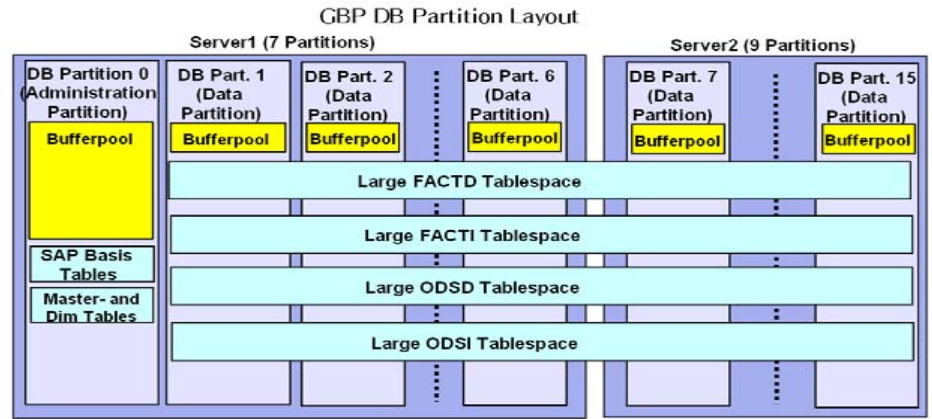 GBP DB Partition Layout
Server1 (7 Partitions)
Server2 (9 Partitions)
DB Partition 0
(Administration
Partition)
Bufferpool
SAP Basis
Tables
Master- and
Dim Tables
DB Part. 1
(Data
Partition)
Bufferpool
DB Part. 2
(Data
Partition)
Bufferpool
DB Part. 6
(Data
Partition)
Bufferpool
DB Part. 7
(Data
Partition)
Bufferpool
DB Part. 15
(Data
Partition)
Bufferpool
Large FACTD Tablespace
Large FACTI Tablespace
Large ODSD Tablespace
Large ODSI Tablespace